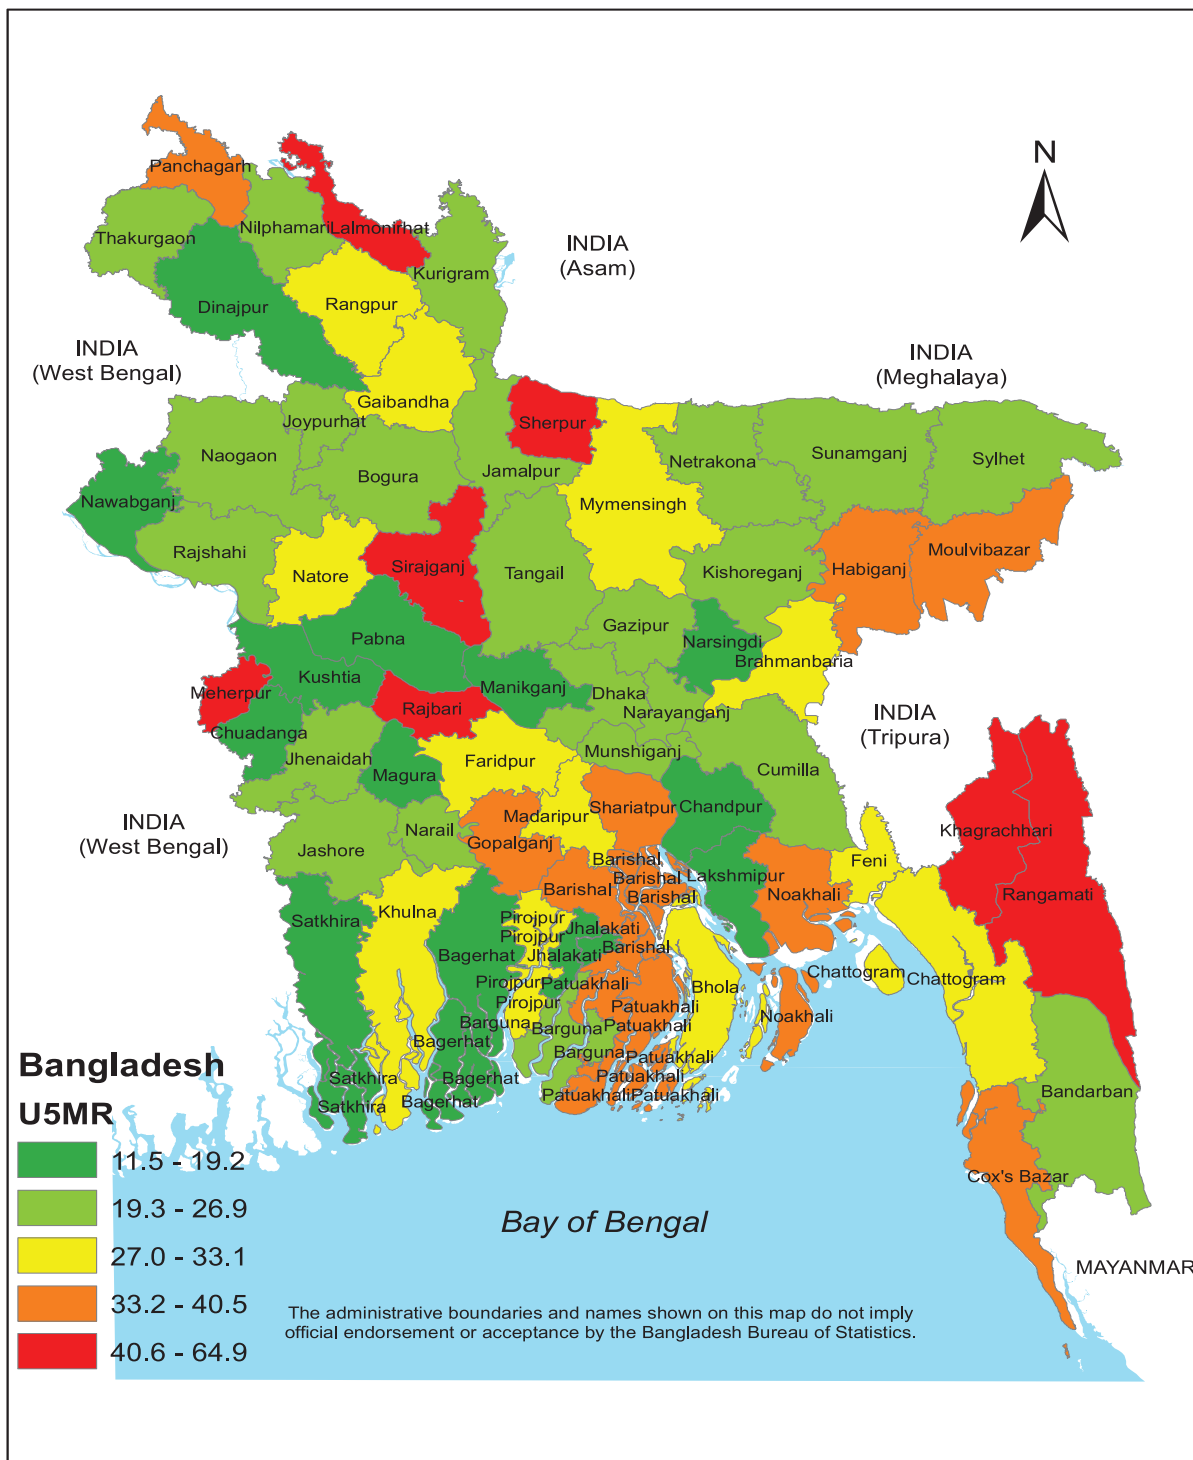 N
Panchagarh
Nilphamari
Lalmonirhat
Thakurgaon
INDIA
(Asam)
Kurigram
Dinajpur
Rangpur
INDIA
(West Bengal)
INDIA
(Meghalaya)
Gaibandha
Joypurhat
Sherpur
Naogaon
Bogura
Jamalpur
Netrakona
Sunamganj
Sylhet
Nawabganj
Mymensingh
Rajshahi
Natore
Sirajganj
Tangail
Kishoreganj
Habiganj
Moulvibazar
Pabna
Gazipur
Narsingdi
Brahmanbaria
Meherpur
Kushtia
Manikganj
Dhaka
Rajbari
Narayanganj
Chuadanga
INDIA
(Tripura)
Jhenaidah
Magura
Faridpur
Munshiganj
Cumilla
INDIA
(West Bengal)
Madaripur
Shariatpur
Chandpur
Narail
Gopalganj
Khagrachhari
Jashore
Barishal
Barishal
Barishal
Barishal
Lakshmipur
Noakhali
Feni
Rangamati
Satkhira
Khulna
Pirojpur
Pirojpur
Jhalakati
Jhalakati
Barishal
Bagerhat
Pirojpur
Pirojpur
Patuakhali
Bhola
Chattogram
Chattogram
Patuakhali
Patuakhali
Noakhali
Barguna
Barguna
Barguna
Bagerhat
Bagerhat
Bagerhat
Satkhira
Satkhira
Patuakhali
Patuakhali
Patuakhali
Patuakhali
Bandarban
Cox's Bazar
Bangladesh
U5MR
11.5 - 19.2
19.3 - 26.9
27.0 - 33.1
33.2 - 40.5
40.6 - 64.9
Bay of Bengal
MAYANMAR
The administrative boundaries and names shown on this map do not imply
official endorsement or acceptance by the Bangladesh Bureau of Statistics.